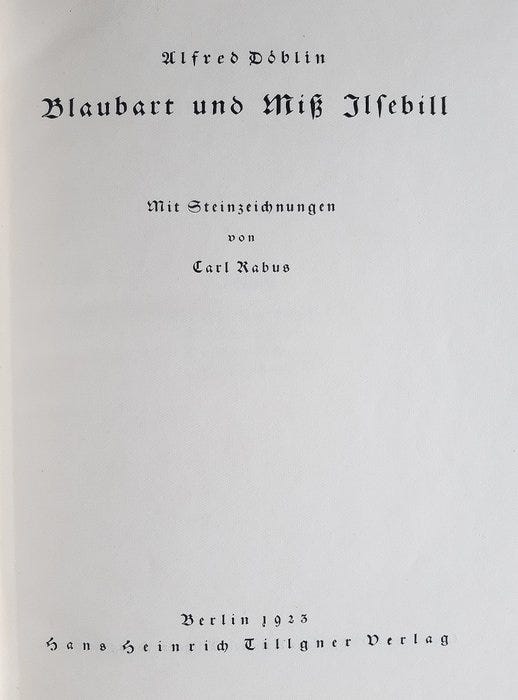 Alfred Döblin
Blaubart und Miß Ilsebill
Mit Steinzeichnungen
von
Carl Rabus
Berlin 1923
Hans Heinrich Tillgner Verlag